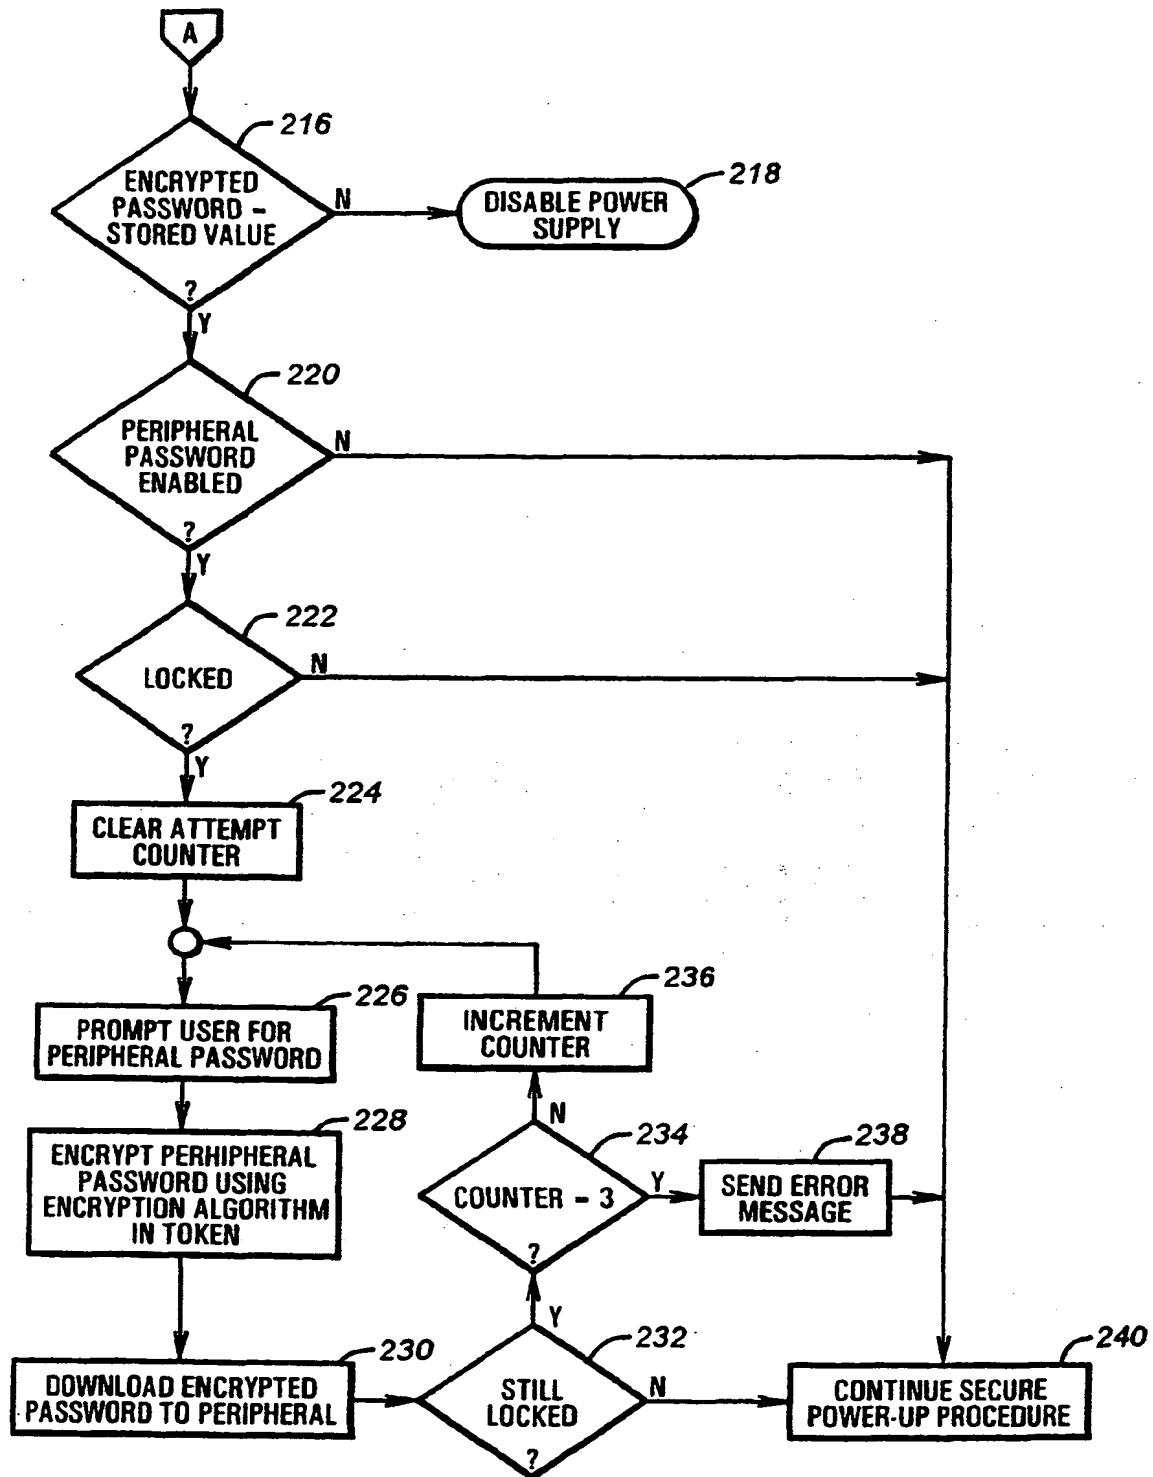 A
216
ENCRYPTED
PASSWORD -
STORED VALUE
?
N
Y
218
DISABLE POWER
SUPPLY
220
PERIPHERAL
PASSWORD
ENABLED
?
N
Y
222
LOCKED
?
N
Y
224
CLEAR ATTEMPT
COUNTER
226
PROMPT USER FOR
PERIPHERAL PASSWORD
236
INCREMENT
COUNTER
228
ENCRYPT PERHIPHERAL
PASSWORD USING
ENCRYPTION ALGORITHM
IN TOKEN
N
234
COUNTER - 3
?
Y
238
SEND ERROR
MESSAGE
230
DOWNLOAD ENCRYPTED
PASSWORD TO PERIPHERAL
Y
232
STILL
LOCKED
?
N
240
CONTINUE SECURE
POWER-UP PROCEDURE